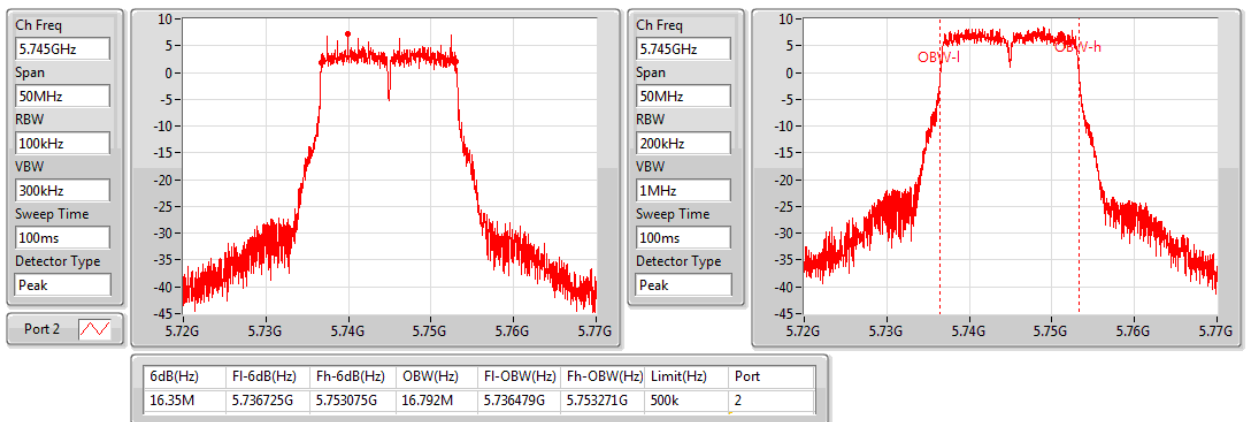 Ch Freq
5.745GHz
Span
50MHz
RBW
100kHz
VBW
300kHz
Sweep Time
100ms
Detector Type
Peak
Port 2
10
5
0
-5
-10
-15
-20
-25
-30
-35
-40
-45
5.72G 5.73G 5.74G 5.75G 5.76G 5.77G
Ch Freq
5.745GHz
Span
50MHz
RBW
200kHz
VBW
1MHz
Sweep Time
100ms
Detector Type
Peak
10
5
0
-5
-10
-15
-20
-25
-30
-35
-40
-45
OBW-l OBW-h
5.72G 5.73G 5.74G 5.75G 5.76G 5.77G
6dB(Hz) Fl-6dB(Hz) Fh-6dB(Hz) OBW(Hz) Fl-OBW(Hz) Fh-OBW(Hz) Limit(Hz) Port
16.35M 5.736725G 5.753075G 16.792M 5.736479G 5.753271G 500k 2